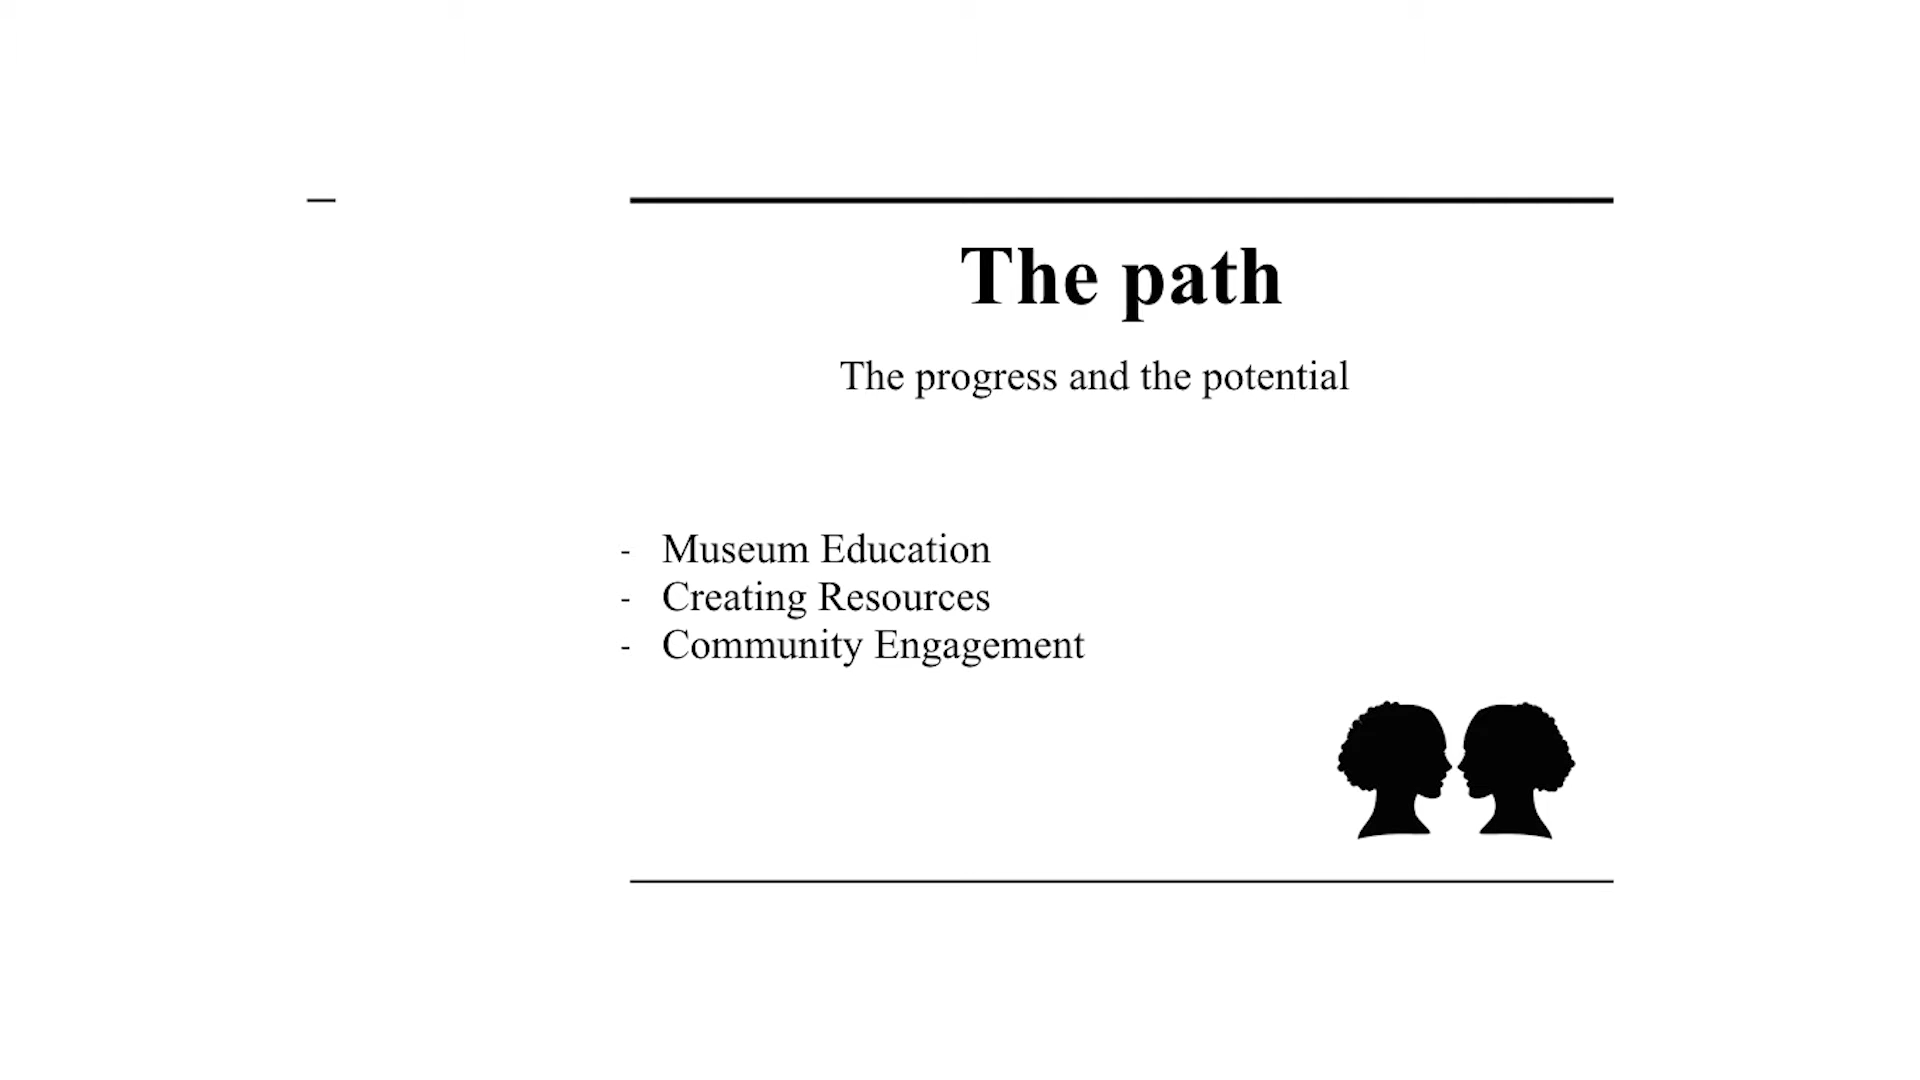 The path
The progress and the potential
- Museum Education
- Creating Resources
- Community Engagement